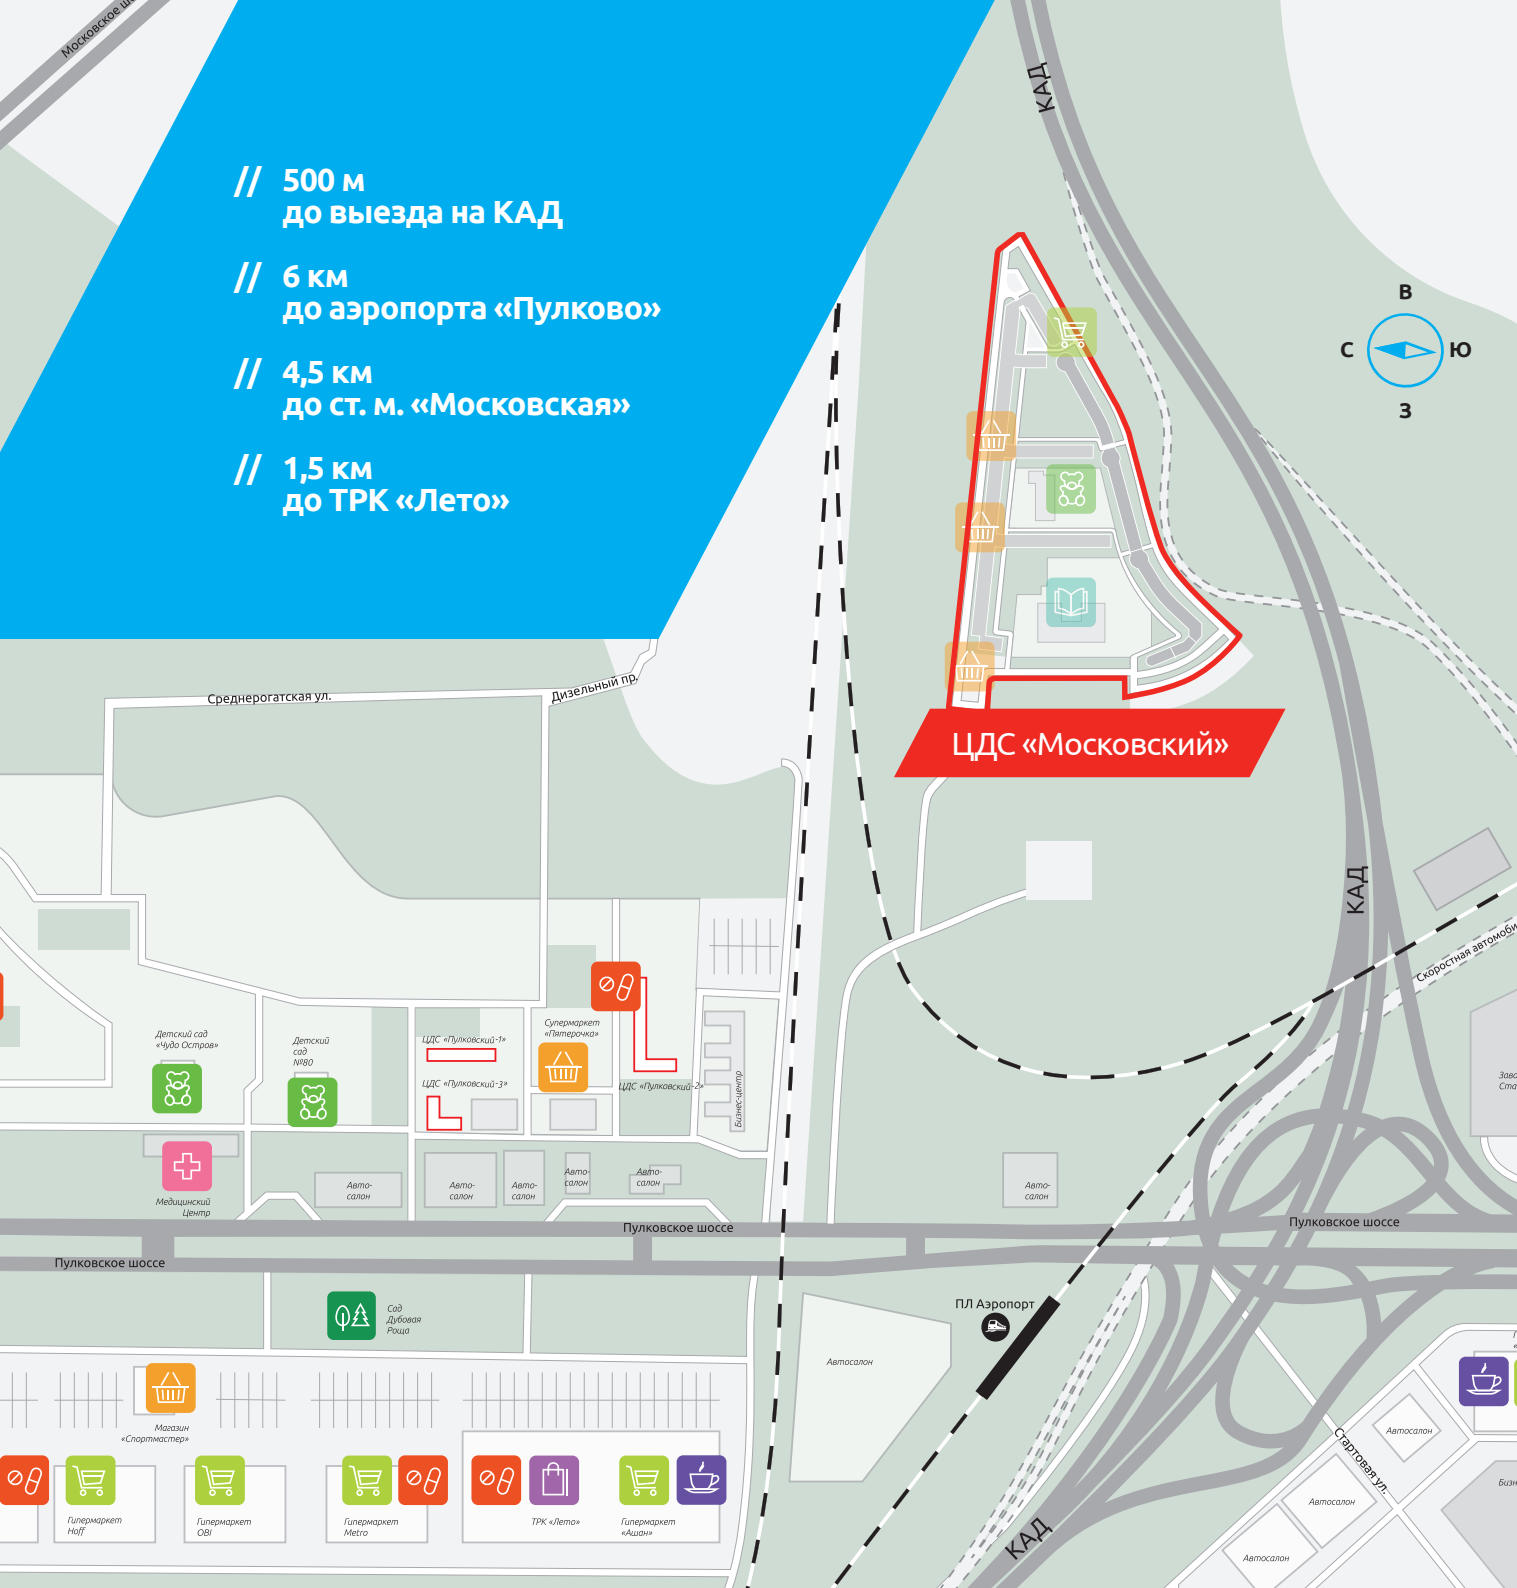 Московское
КАД
// 500 м
до выезда на КАД
// 6 км
до аэропорта «Пулково»
// 4,5 км
до ст. м. «Московская»
// 1,5 км
до ТРК «Лето»
В
С
Ю
З
Среднерогатская ул.
Дизельный пр.
ЦДС «Московский»
КАД
Скоростная
Детский сад
«Чудо Остров»
Детский
сад
№80
ЦДС «Пулковский-1»
ЦДС «Пулковский-3»
Супермаркет
«Пятерочка»
ЦДС «Пулковский-2»
Бизнес-центр
Медицинский
Центр
Авто-
салон
Авто-
салон
Авто-
салон
Авто-
салон
Авто-
салон
Авто-
салон
Пулковское шоссе
Пулковское шоссе
Пулковское шоссе
Сад
Дубовая
Роща
ПЛ Аэропорт
Автосалон
Магазин
«Спортмастер»
Гипермаркет
Hoff
Гипермаркет
OBI
Гипермаркет
Metro
ТРК «Лето»
Гипермаркет
«Ашан»
КАД
Стартовая ул.
Автосалон
Автосалон
Автосалон